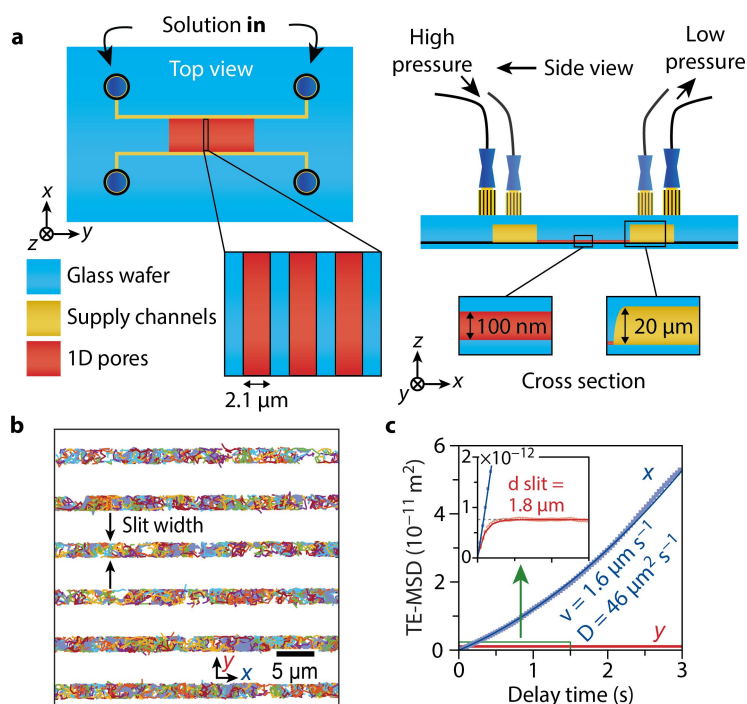 a
Solution in
Top view
x
z
y
Glass wafer
Supply channels
1D pores
2.1 µm
High
pressure
Side view
Low
pressure
100 nm
20 µm
z
y
x
Cross section
b
Slit width
y
x
5 µm
c
TE-MSD (10⁻¹¹ m²)
6
4
2
0
2
1
0
×10⁻¹²
d slit =
1.8 µm
x
v = 1.6 µm s⁻¹
D = 46 µm² s⁻¹
y
0
1
2
3
Delay time (s)